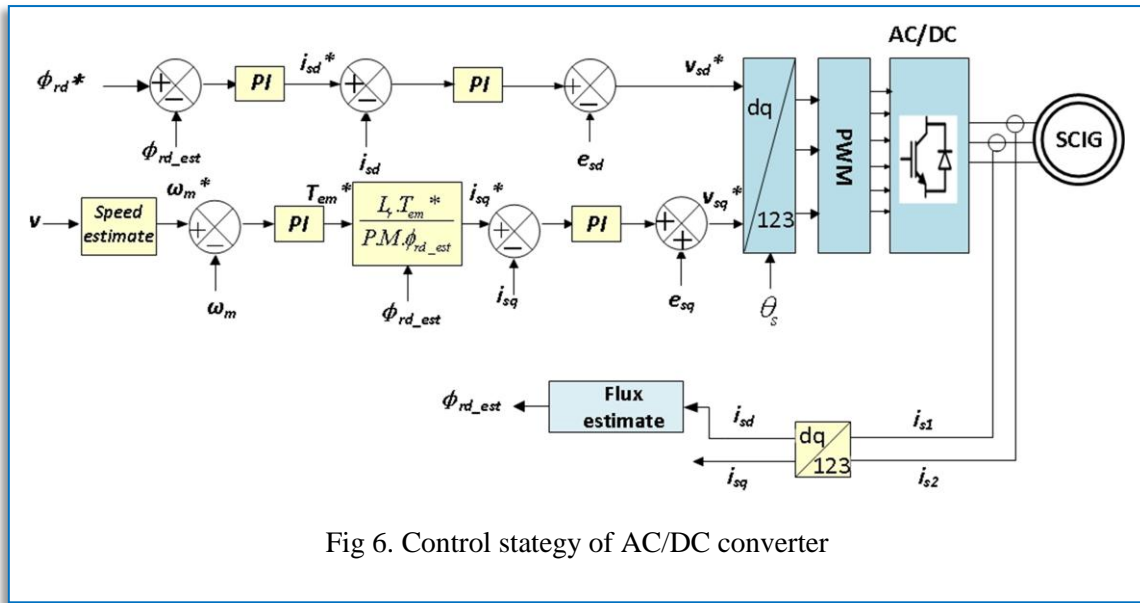 AC/DC
ϕrd* + − PI isd* + − PI + − vsd*
ϕrd_est
isd
esd
dq
123
θs
PWM
SCIG
v
Speed
estimate
ωm* + − PI Tem*
ωm
Lr.Tem*
P.M.ϕrd_est
ϕrd_est
isq* + − PI + + vsq*
isq
esq
ϕrd_est
Flux
estimate
isd
isq
dq
123
is1
is2
Fig 6. Control stategy of AC/DC converter